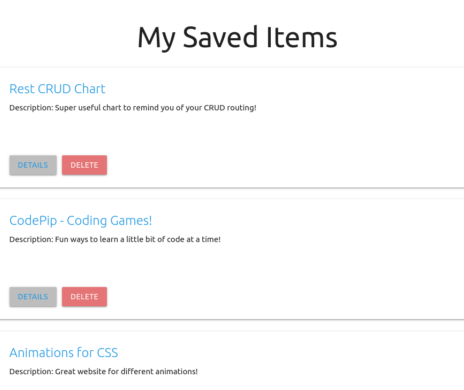 My Saved Items
Rest CRUD Chart
Description: Super useful chart to remind you of your CRUD routing!
DETAILS DELETE
CodePip - Coding Games!
Description: Fun ways to learn a little bit of code at a time!
DETAILS DELETE
Animations for CSS
Description: Great website for different animations!